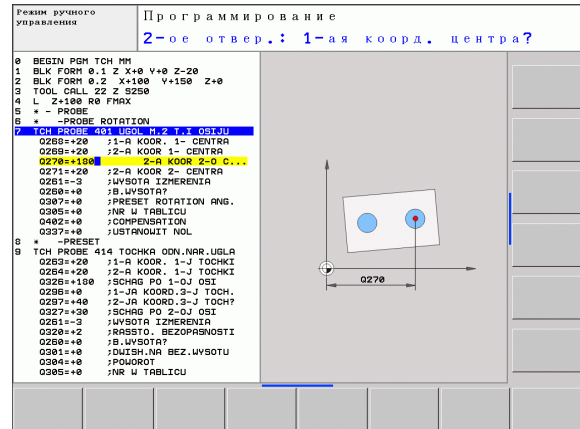 Режим ручного
управления
Программирование
2-ое отвер.: 1-ая коорд. центра?
0 BEGIN PGM TCH MM
1 BLK FORM 0.1 Z X+0 Y+0 Z-20
2 BLK FORM 0.2 X+100 Y+150 Z+0
3 TOOL CALL 22 Z S250
4 L Z+100 R0 FMAX
5 * - PROBE
6 * -PROBE ROTATION
7 TCH PROBE 401 UGOL M.2 T.I OSIJU
Q268=+20 ;1-A KOOR. 1- CENTRA
Q269=+20 ;2-A KOOR 1- CENTRA
Q270=+180 2-A KOOR 2-O C...
Q271=+20 ;2-A KOOR. 2- CENTRA
Q261=-3 ;WYSOTA IZMERENIA
Q260=+0 ;B.WYSOTA?
Q307=+0 ;PRESET ROTATION ANG.
Q305=+0 ;NR W TABLICU
Q402=+0 ;COMPENSATION
Q337=+0 ;USTANOWIT NOL
8 * -PRESET
9 TCH PROBE 414 TOCHKA ODN.NAR.UGLA
Q263=+20 ;1-A KOOR. 1-J TOCHKI
Q264=+20 ;2-A KOOR. 1-J TOCHKI
Q326=+180 ;SCHAG PO 1-OJ OSI
Q296=+0 ;1-JA KOORD.3-J TOCH.
Q297=+40 ;2-JA KOORD.3-J TOCH?
Q327=+30 ;SCHAG PO 2-OJ OSI
Q261=-3 ;WYSOTA IZMERENIA
Q320=+2 ;RASSTO. BEZOPASNOSTI
Q260=+0 ;B.WYSOTA?
Q301=+0 ;DWISH.NA BEZ.WYSOTU
Q304=+0 ;POWOROT
Q305=+0 ;NR W TABLICU
Q270